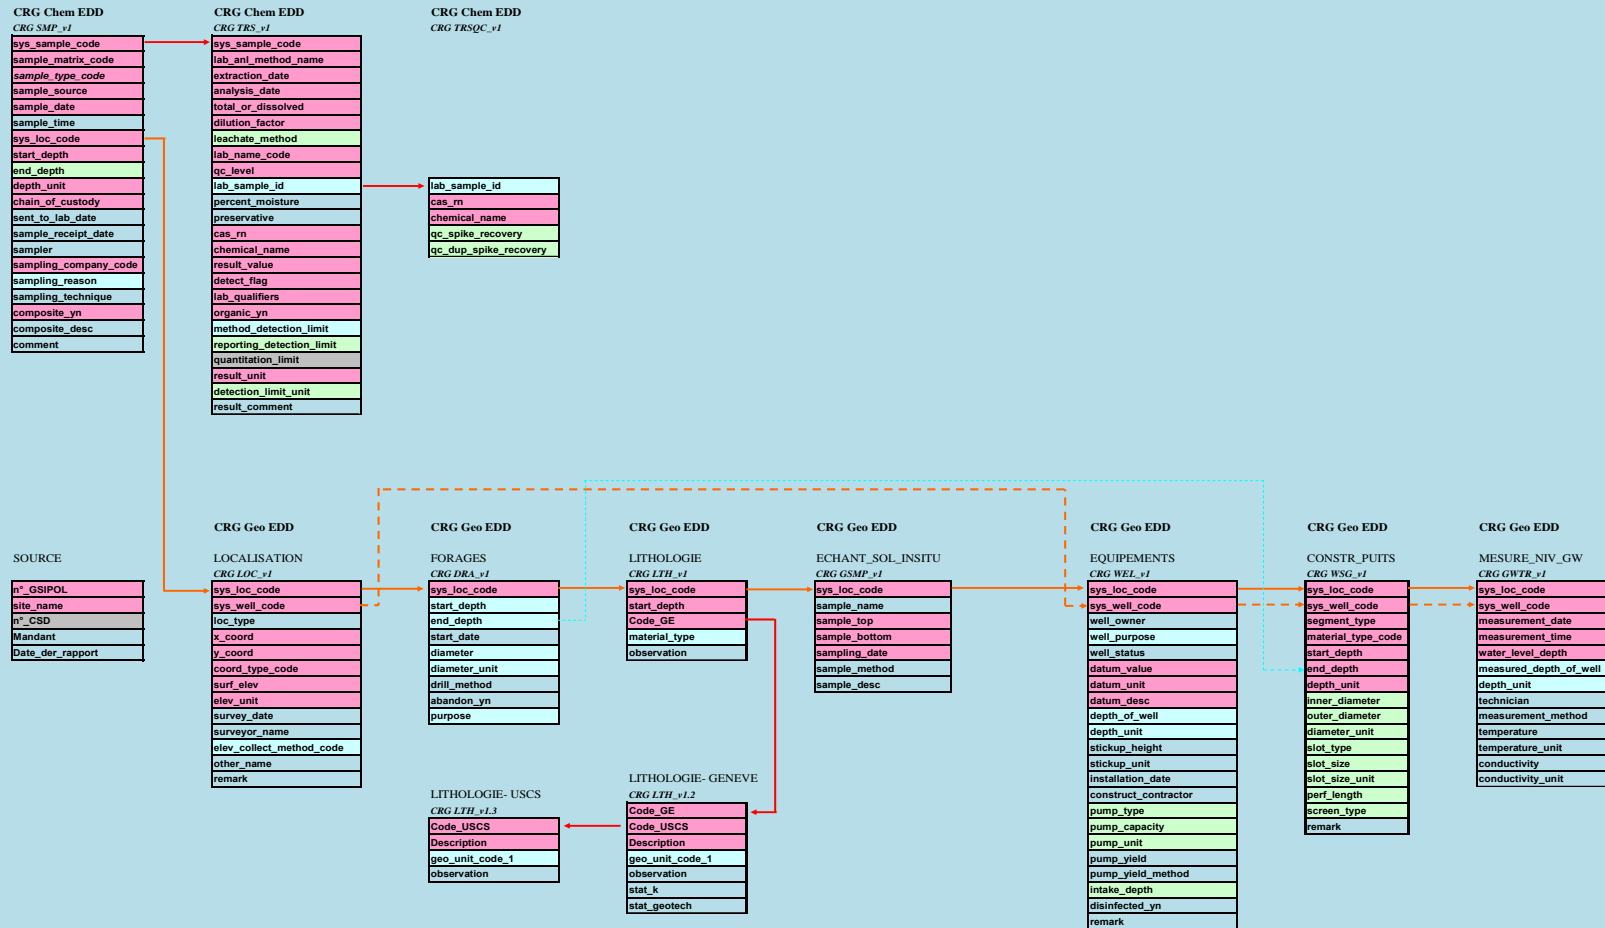 CRG Chem EDD
CRG SMP_v1
sys_sample_code
sample_matrix_code
sample_type_code
sample_source
sample_date
sample_time
sys_loc_code
start_depth
end_depth
depth_unit
chain_of_custody
sent_to_lab_date
sample_receipt_date
sampler
sampling_company_code
sampling_reason
sampling_technique
composite_yn
composite_desc
comment
CRG Chem EDD
CRG TRS_v1
sys_sample_code
lab_anl_method_name
extraction_date
analysis_date
total_or_dissolved
dilution_factor
leachate_method
lab_name_code
qc_level
lab_sample_id
percent_moisture
preservative
cas_rn
chemical_name
result_value
detect_flag
lab_qualifiers
organic_yn
method_detection_limit
reporting_detection_limit
quantitation_limit
result_unit
detection_limit_unit
result_comment
CRG Chem EDD
CRG TRSQC_v1
lab_sample_id
cas_rn
chemical_name
qc_spike_recovery
qc_dup_spike_recovery
SOURCE
n°_GSIPOL
site_name
n°_CSD
Mandant
Date_der_rapport
CRG Geo EDD
LOCALISATION
CRG LOC_v1
sys_loc_code
sys_well_code
loc_type
x_coord
y_coord
coord_type_code
surf_elev
elev_unit
survey_date
surveyor_name
elev_collect_method_code
other_name
remark
CRG Geo EDD
FORAGES
CRG DRA_v1
sys_loc_code
start_depth
end_depth
start_date
diameter
diameter_unit
drill_method
abandon_yn
purpose
CRG Geo EDD
LITHOLOGIE
CRG LTH_v1
sys_loc_code
start_depth
Code_GE
material_type
observation
CRG Geo EDD
ECHANT_SOL_INSITU
CRG GSMP_v1
sys_loc_code
sample_name
sample_top
sample_bottom
sampling_date
sample_method
sample_desc
CRG Geo EDD
EQUIPEMENTS
CRG WEL_v1
sys_loc_code
sys_well_code
well_owner
well_purpose
well_status
datum_value
datum_unit
datum_desc
depth_of_well
depth_unit
stickup_height
stickup_unit
installation_date
construct_contractor
pump_type
pump_capacity
pump_unit
pump_yield
pump_yield_method
intake_depth
disinfected_yn
remark
CRG Geo EDD
CONSTR_PUITS
CRG WSG_v1
sys_loc_code
sys_well_code
segment_type
material_type_code
start_depth
end_depth
depth_unit
inner_diameter
outer_diameter
diameter_unit
slot_type
slot_size
slot_size_unit
perf_length
screen_type
remark
CRG Geo EDD
MESURE_NIV_GW
CRG GWTR_v1
sys_loc_code
sys_well_code
measurement_date
measurement_time
water_level_depth
measured_depth_of_well
depth_unit
technician
measurement_method
temperature
temperature_unit
conductivity
conductivity_unit
LITHOLOGIE- USCS
CRG LTH_v1.3
Code_USCS
Description
geo_unit_code_1
observation
LITHOLOGIE- GENEVE
CRG LTH_v1.2
Code_GE
Code_USCS
Description
geo_unit_code_1
observation
stat_k
stat_geotech